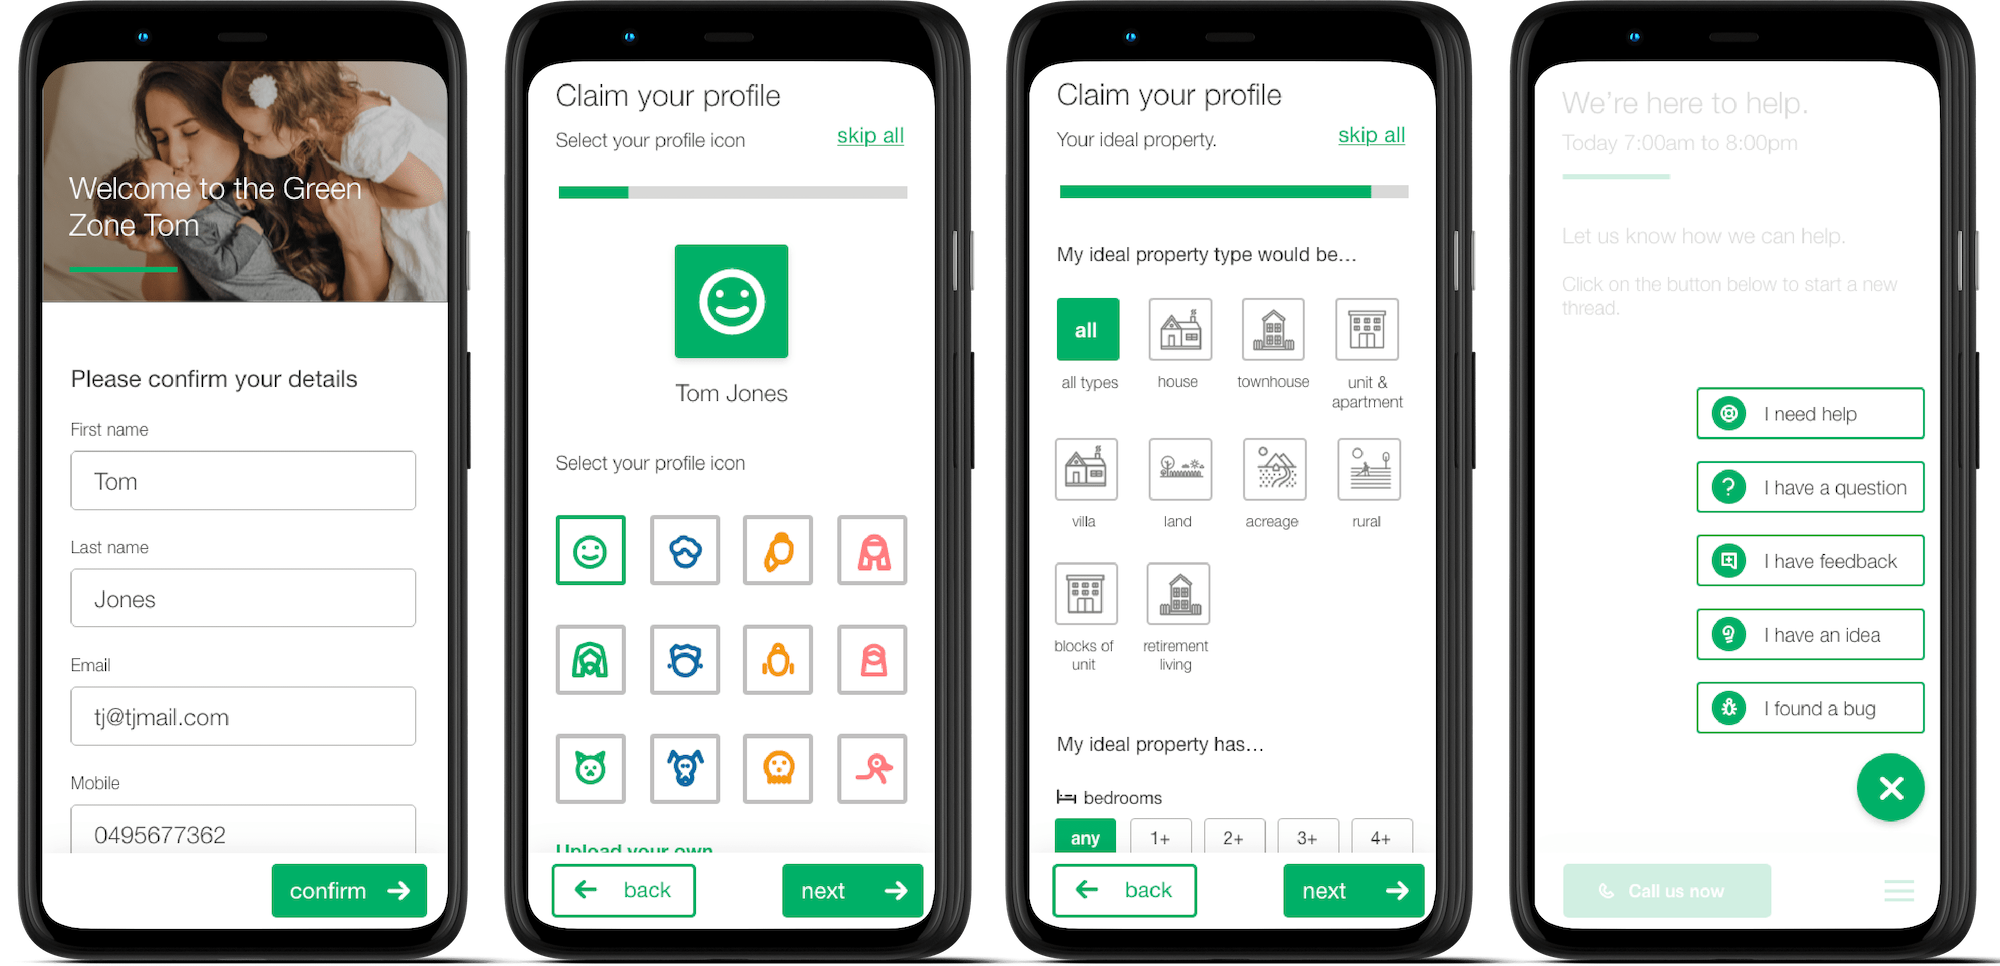 Welcome to the Green
Zone Tom
Please confirm your details
First name
Tom
Last name
Jones
Email
tj@tjmail.com
Mobile
0495677362
confirm
Claim your profile
Select your profile icon
skip all
Tom Jones
Select your profile icon
Upload your own
back
next
Claim your profile
Your ideal property.
skip all
My ideal property type would be...
all
all types
house
townhouse
unit &
apartment
villa
land
acreage
rural
blocks of
unit
retirement
living
My ideal property has...
bedrooms
any
1+
2+
3+
4+
back
next
We're here to help.
Today 7:00am to 8:00pm
Let us know how we can help.
Click on the button below to start a new
thread.
I need help
I have a question
I have feedback
I have an idea
I found a bug
Call us now